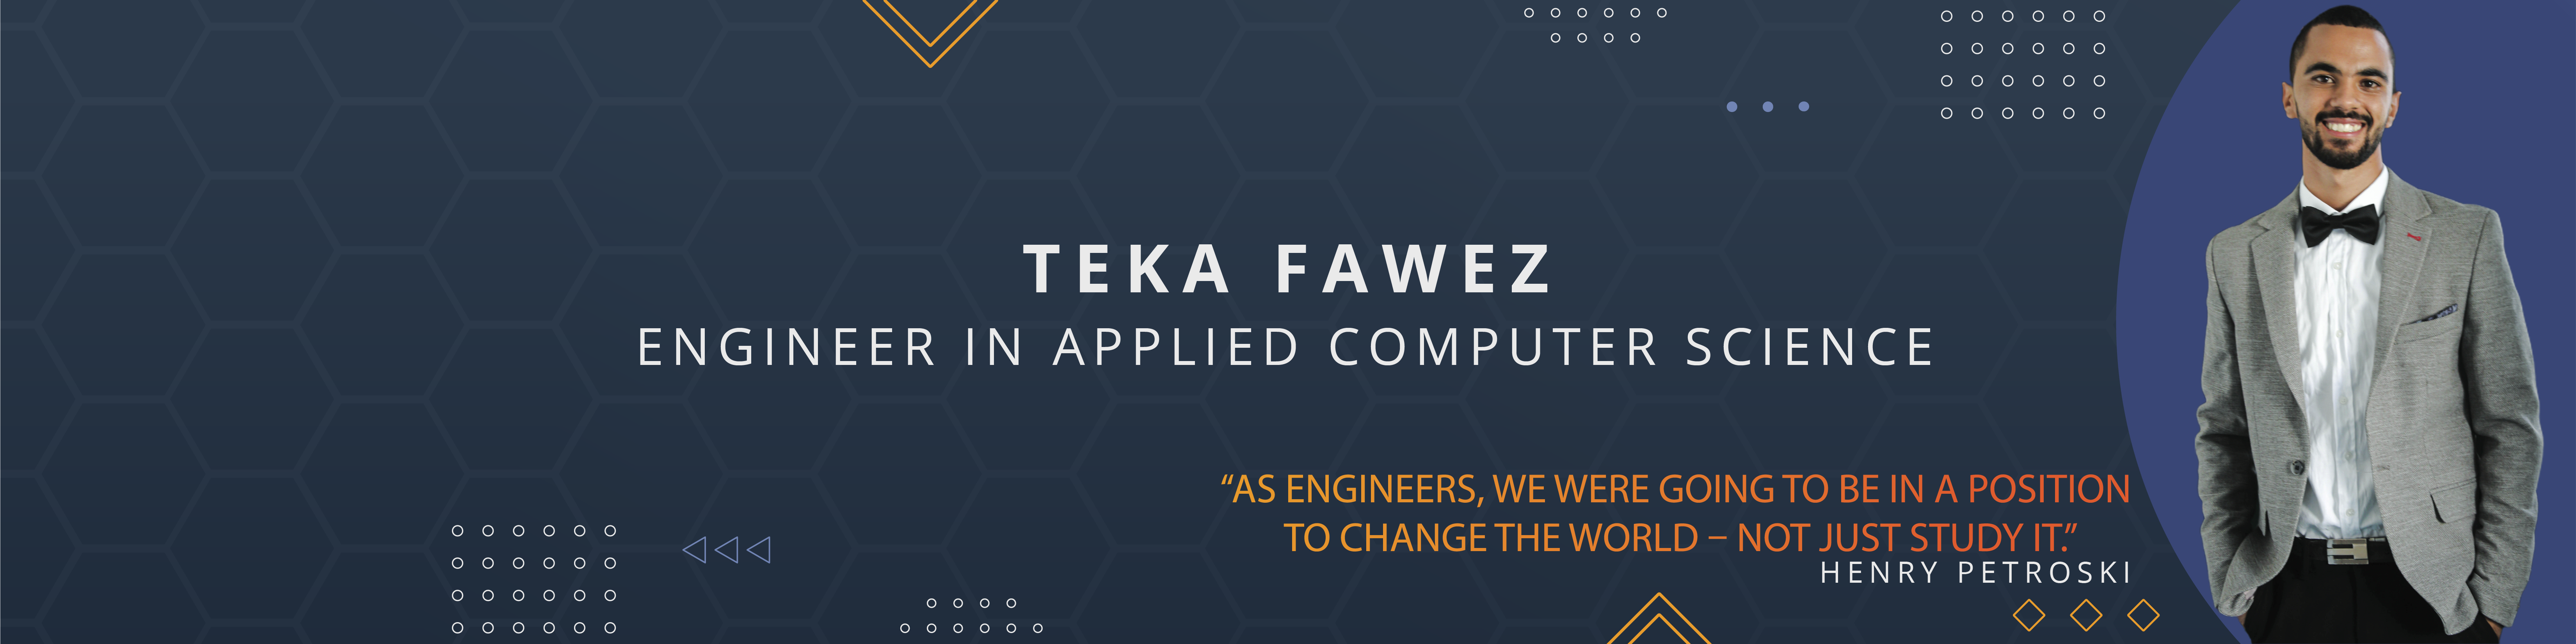 TEKA FAWEZ
ENGINEER IN APPLIED COMPUTER SCIENCE
“AS ENGINEERS, WE WERE GOING TO BE IN A POSITION
TO CHANGE THE WORLD – NOT JUST STUDY IT.”
HENRY PETROSKI